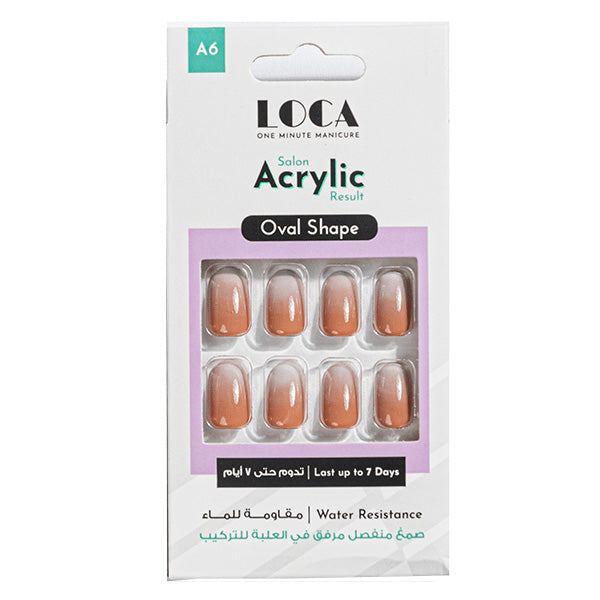 A6
LOCA
ONE MINUTE MANICURE
Salon
Acrylic
Result
Oval Shape
تدوم حتى ٧ أيام | Last up to 7 Days
مقاومة للماء | Water Resistance
صمغ منفصل مرفق في العلبة للتركيب